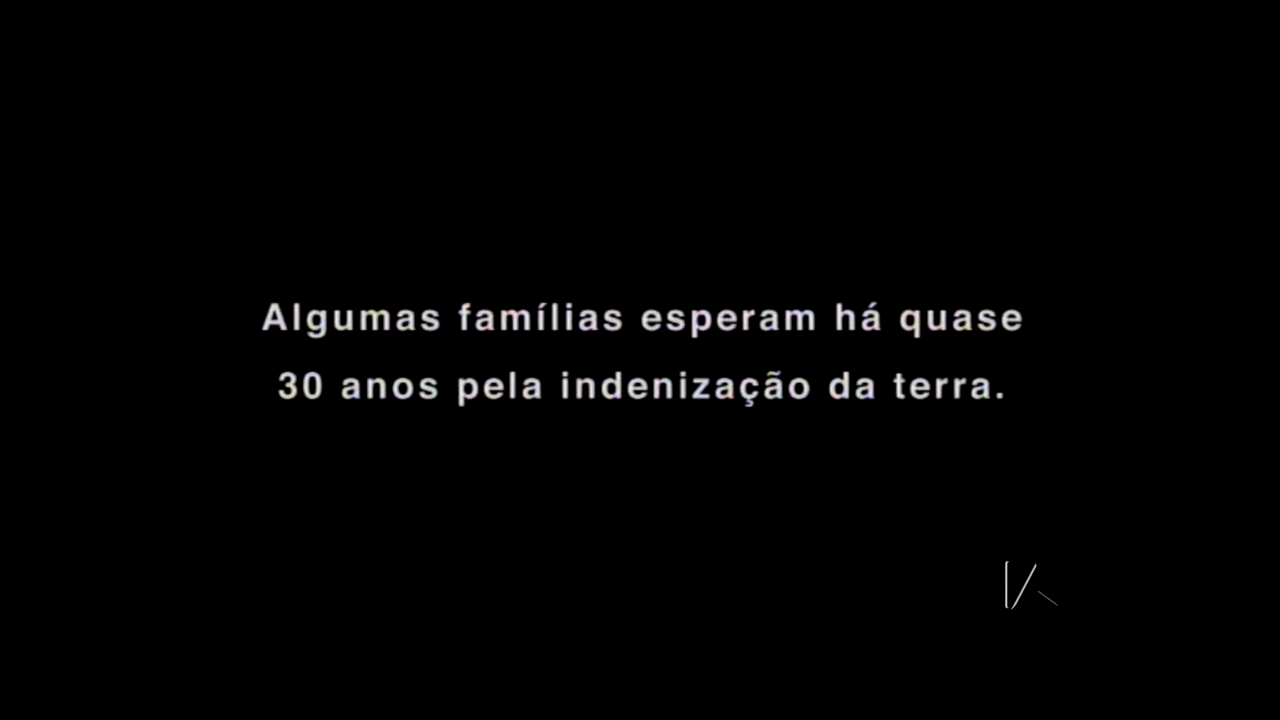 Algumas famílias esperam há quase
30 anos pela indenização da terra.